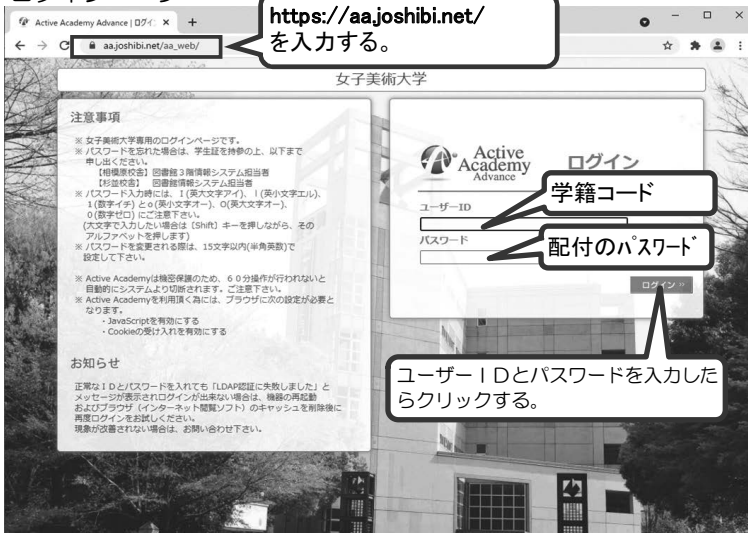 Active Academy Advance | ログイン
https://aa.joshibi.net/
を入力する。
aa.joshibi.net/aa_web/
女子美術大学
注意事項
※ 女子美術大学専用のログインページです。
※ パスワードを忘れた場合は、学生証を持参の上、以下まで
申し出ください。
【相模原校舎】図書館3階情報システム担当者
【杉並校舎】 図書館情報システム担当者
※ パスワード入力時には、I(英大文字アイ)、l(英小文字エル)、
1(数字イチ)とo(英小文字オー)、O(英大文字オー)、
0(数字ゼロ)にご注意下さい。
(大文字で入力したい場合は〔Shift〕キーを押しながら、その
アルファベットを押します)
※ パスワードを変更される際は、15文字以内(半角英数)で
設定して下さい。
※ Active Academyは機密保護のため、60分操作が行われないと
自動的にシステムより切断されます。ご注意下さい。
※ Active Academyを利用頂く為には、ブラウザに次の設定が必要と
なります。
・JavaScriptを有効にする
・Cookieの受け入れを有効にする
お知らせ
正常なIDとパスワードを入れても「LDAP認証に失敗しました」と
メッセージが表示されログインが出来ない場合は、機器の再起動
およびブラウザ(インターネット閲覧ソフト)のキャッシュを削除後に
再度ログインをお試しください。
現象が改善されない場合は、お問い合わせ下さい。
Active
Academy
Advance
ログイン
学籍コード
ユーザーID
パスワード
配付のパスワード
ログイン »
ユーザーIDとパスワードを入力した
らクリックする。